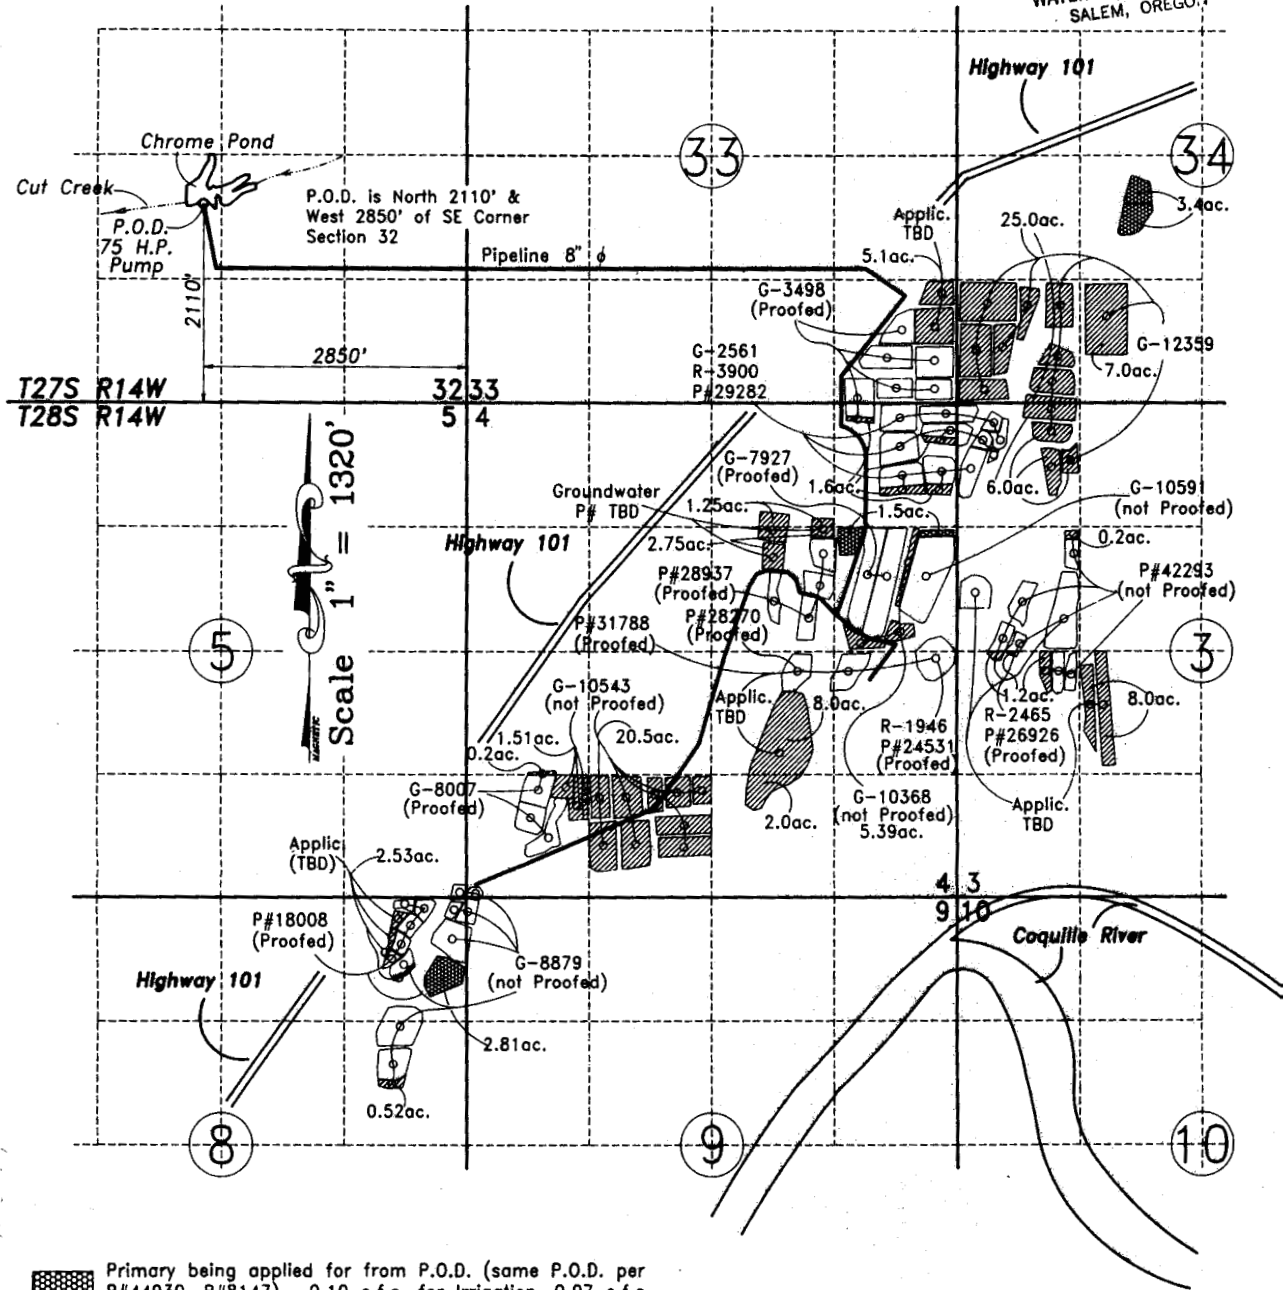 SALEM, OREGON
Highway 101
33
34
Chrome Pond
Cut Creek
P.O.D.
75 H.P.
Pump
P.O.D. is North 2110' &
West 2850' of SE Corner
Section 32
Pipeline 8" ϕ
2110'
2850'
Applic.
TBD
5.1ac.
25.0ac.
3.4ac.
G-3498
(Proofed)
G-2561
R-3900
P#29282
G-12359
7.0ac.
T27S R14W
T28S R14W
32 33
5 4
G-7927
(Proofed)
1.6ac.
6.0ac.
G-10591
(not Proofed)
Groundwater
P# TBD
1.25ac.
1.5ac.
2.75ac.
0.2ac.
Highway 101
Scale 1" = 1320'
MAGNETIC
P#28937
(Proofed)
P#42293
(not Proofed)
P#31788
(Proofed)
P#28270
(Proofed)
5
3
G-10543
(not Proofed)
Applic.
TBD
8.0ac.
1.2ac.
8.0ac.
1.51ac.
20.5ac.
0.2ac.
R-1946
P#24531
(Proofed)
R-2465
P#26926
(Proofed)
G-8007
(Proofed)
2.0ac.
G-10368
(not Proofed)
5.39ac.
Applic.
TBD
Applic.
(TBD)
2.53ac.
4 3
9 10
P#18008
(Proofed)
Coquille River
G-8879
(not Proofed)
Highway 101
2.81ac.
0.52ac.
8
9
10
Primary being applied for from P.O.D. (same P.O.D. per